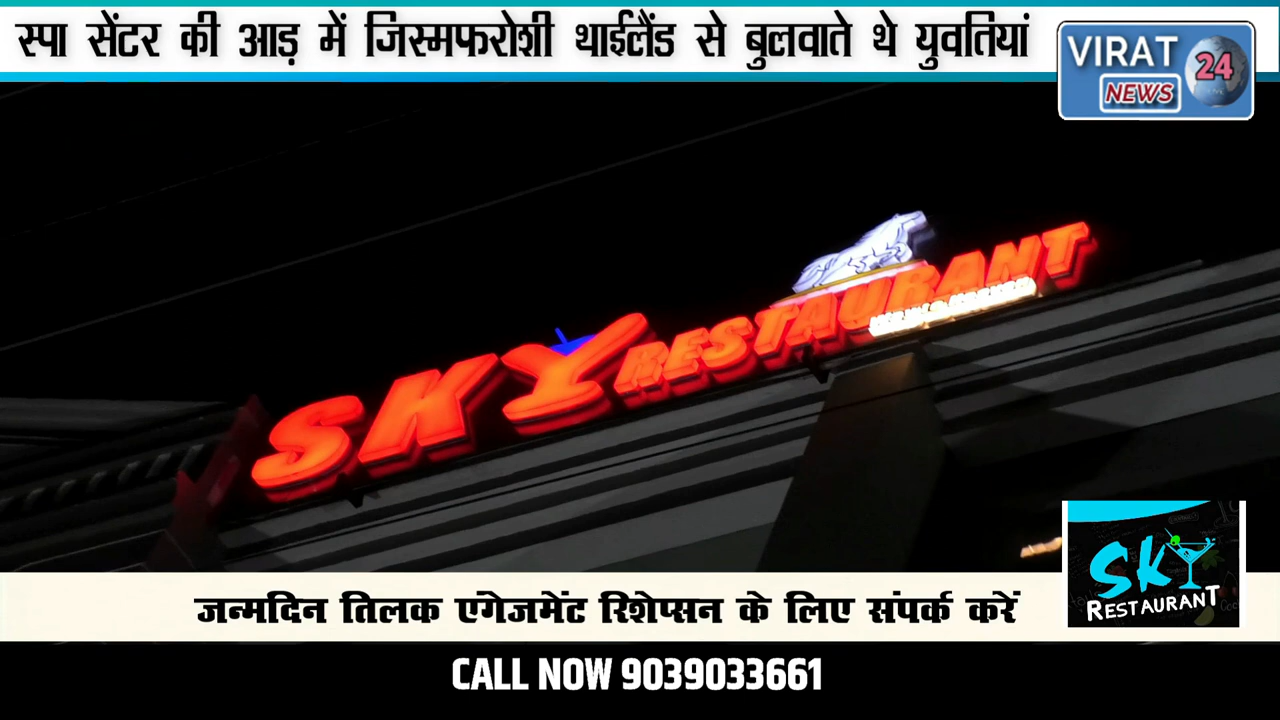 स्पा सेंटर की आड़ में जिस्मफरोशी थाईलैंड से बुलवाते थे युवतियां
VIRAT 24
NEWS
SKY RESTAURANT
SKY
RESTAURANT
जन्मदिन तिलक एंगेजमेंट रिशेप्सन के लिए संपर्क करें
CALL NOW 9039033661